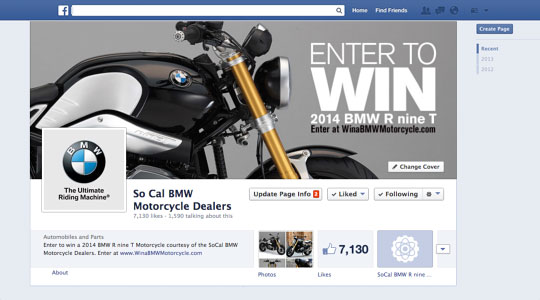 Home Find Friends
Create Page
Recent
2013
2012
ENTER TO
WIN
2014 BMW R nine T
Enter at WinaBMWMotorcycle.com
Change Cover
BMW
The Ultimate
Riding Machine®
So Cal BMW
Motorcycle Dealers
7,130 likes · 1,590 talking about this
Update Page Info 2 Liked Following
Automobiles and Parts
Enter to win a 2014 BMW R nine T Motorcycle courtesy of the SoCal BMW
Motorcycle Dealers. Enter at www.WinaBMWMotorcycle.com
7,130
About Photos Likes SoCal BMW R nine ...